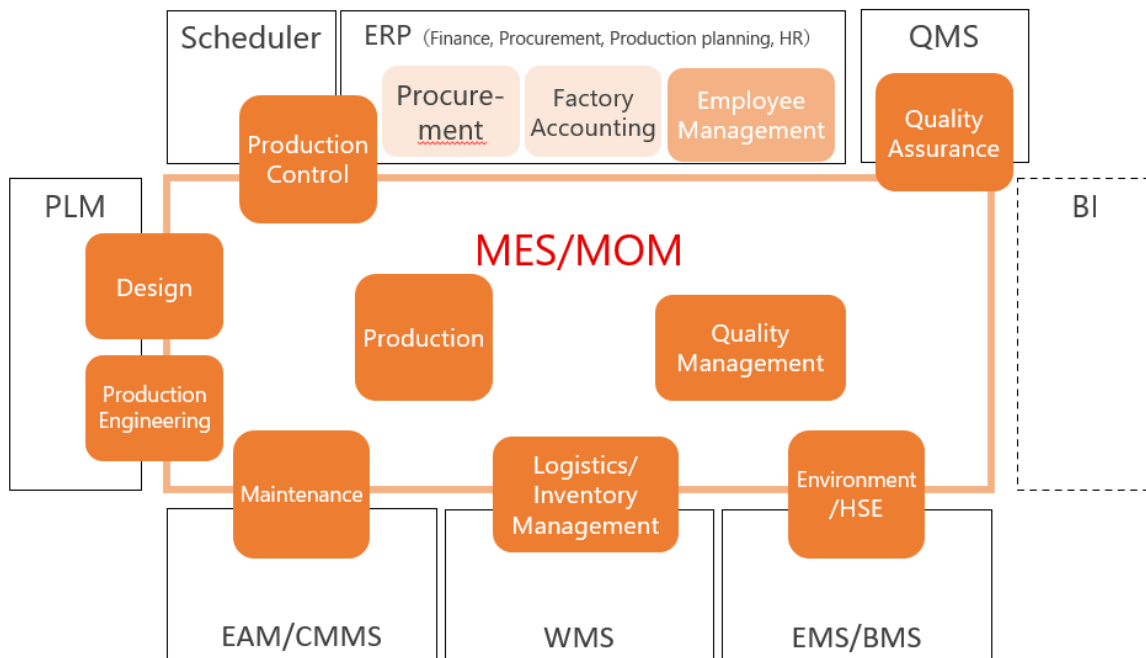 Scheduler
ERP (Finance, Procurement, Production planning, HR)
QMS
Procure-
ment
Factory
Accounting
Employee
Management
Quality
Assurance
Production
Control
PLM
BI
MES/MOM
Design
Production
Quality
Management
Production
Engineering
Maintenance
Logistics/
Inventory
Management
Environment
/HSE
EAM/CMMS
WMS
EMS/BMS